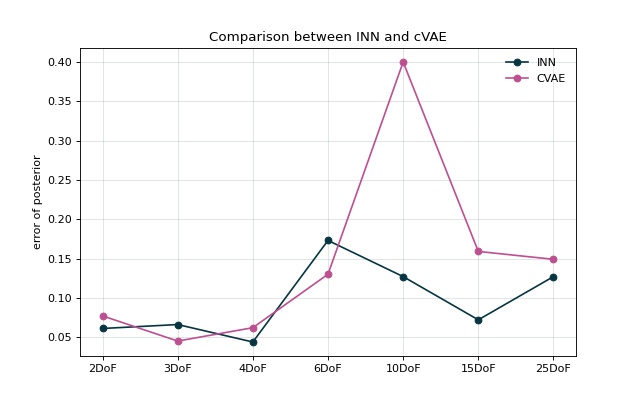 Comparison between INN and cVAE
INN
CVAE
error of posterior
0.40
0.35
0.30
0.25
0.20
0.15
0.10
0.05
2DoF 3DoF 4DoF 6DoF 10DoF 15DoF 25DoF